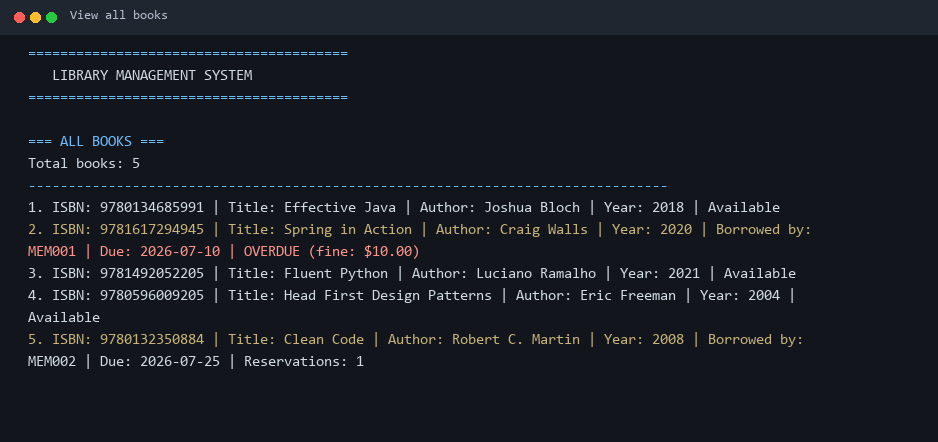 View all books
========================================
LIBRARY MANAGEMENT SYSTEM
========================================
=== ALL BOOKS ===
Total books: 5
--------------------------------------------------------------------------------
1. ISBN: 9780134685991 | Title: Effective Java | Author: Joshua Bloch | Year: 2018 | Available
2. ISBN: 9781617294945 | Title: Spring in Action | Author: Craig Walls | Year: 2020 | Borrowed by:
MEM001 | Due: 2026-07-10 | OVERDUE (fine: $10.00)
3. ISBN: 9781492052205 | Title: Fluent Python | Author: Luciano Ramalho | Year: 2021 | Available
4. ISBN: 9780596009205 | Title: Head First Design Patterns | Author: Eric Freeman | Year: 2004 |
Available
5. ISBN: 9780132350884 | Title: Clean Code | Author: Robert C. Martin | Year: 2008 | Borrowed by:
MEM002 | Due: 2026-07-25 | Reservations: 1